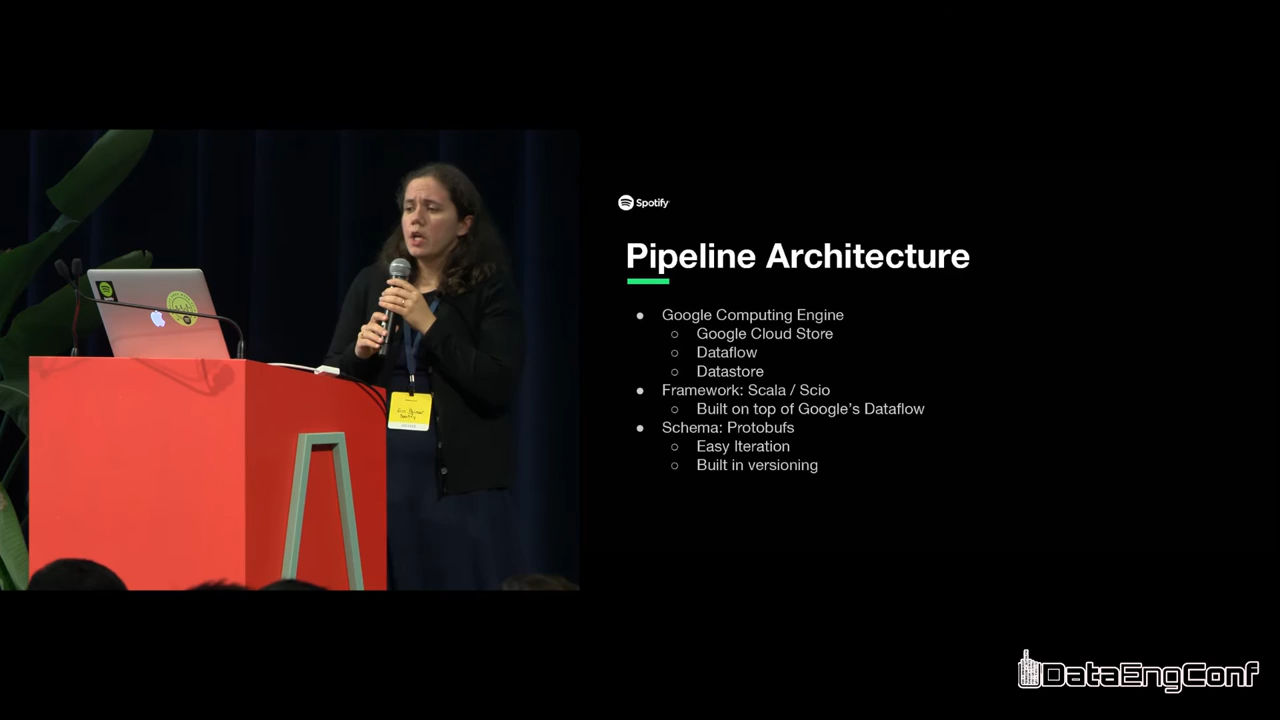 Spotify
Pipeline Architecture
● Google Computing Engine
○ Google Cloud Store
○ Dataflow
○ Datastore
● Framework: Scala / Scio
○ Built on top of Google's Dataflow
● Schema: Protobufs
○ Easy Iteration
○ Built in versioning
DataEngConf